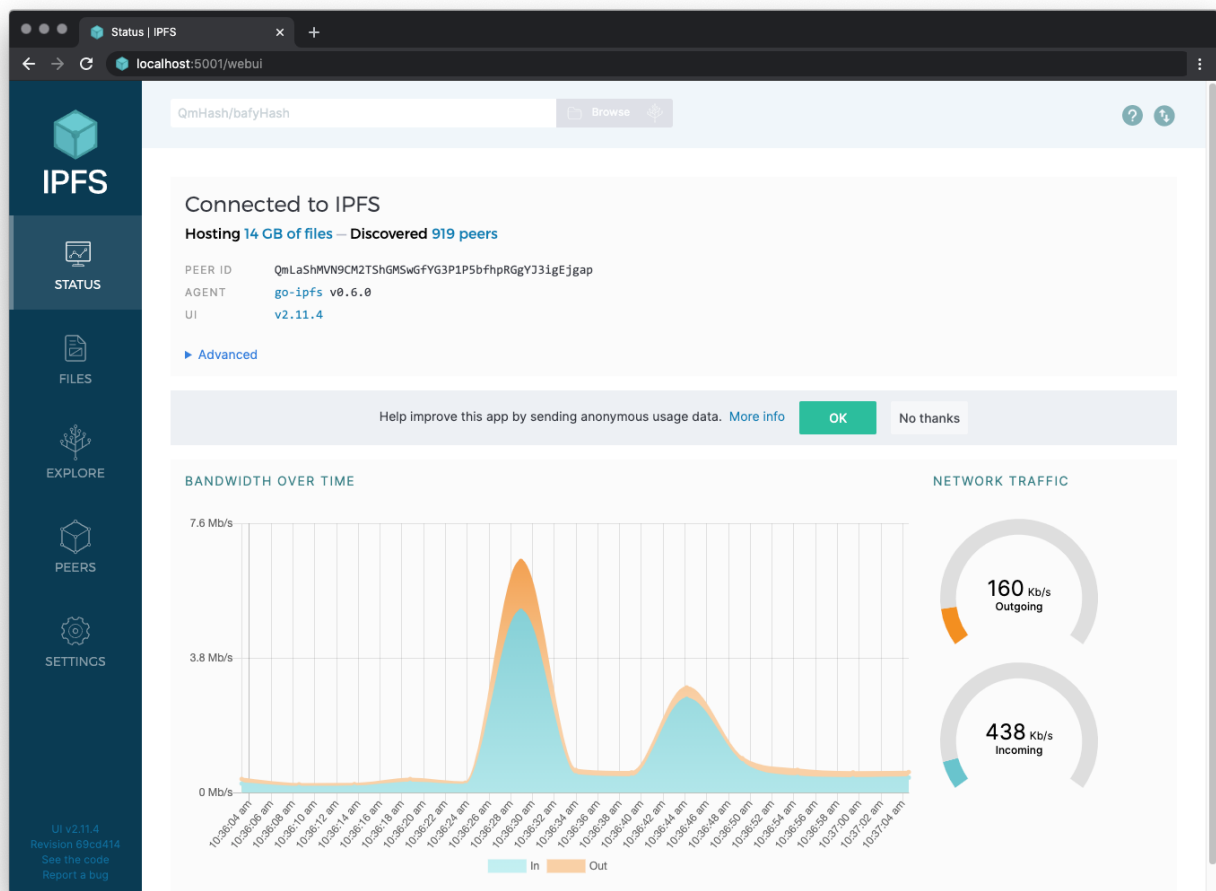 Status | IPFS
localhost:5001/webui
IPFS
STATUS
FILES
EXPLORE
PEERS
SETTINGS
UI v2.11.4
Revision 69cd414
See the code
Report a bug
QmHash/bafyHash
Browse
?
Connected to IPFS
Hosting 14 GB of files — Discovered 919 peers
PEER ID QmLaShMVN9CM2TShGMSwGfYG3P1P5bfhpRGgYJ3igEjgap
AGENT go-ipfs v0.6.0
UI v2.11.4
Advanced
Help improve this app by sending anonymous usage data. More info OK No thanks
BANDWIDTH OVER TIME
7.6 Mb/s
3.8 Mb/s
0 Mb/s
10:36:04 am
10:36:06 am
10:36:08 am
10:36:10 am
10:36:12 am
10:36:14 am
10:36:16 am
10:36:18 am
10:36:20 am
10:36:22 am
10:36:24 am
10:36:26 am
10:36:28 am
10:36:30 am
10:36:32 am
10:36:34 am
10:36:36 am
10:36:38 am
10:36:40 am
10:36:42 am
10:36:44 am
10:36:46 am
10:36:48 am
10:36:50 am
10:36:52 am
10:36:54 am
10:36:56 am
10:36:58 am
10:37:00 am
10:37:02 am
10:37:04 am
In Out
NETWORK TRAFFIC
160 Kb/s
Outgoing
438 Kb/s
Incoming